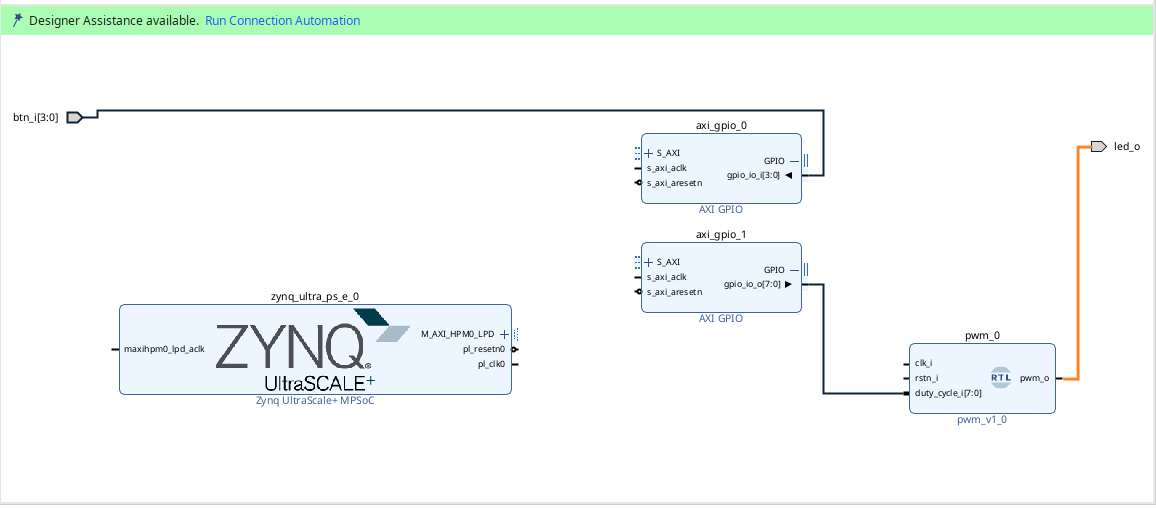 Designer Assistance available. Run Connection Automation
btn_i[3:0]
axi_gpio_0
S_AXI
s_axi_aclk
s_axi_aresetn
GPIO
gpio_io_i[3:0]
AXI GPIO
led_o
axi_gpio_1
S_AXI
s_axi_aclk
s_axi_aresetn
GPIO
gpio_io_o[7:0]
AXI GPIO
zynq_ultra_ps_e_0
maxihpm0_lpd_aclk
ZYNQ®
UltraSCALE+
M_AXI_HPM0_LPD
pl_resetn0
pl_clk0
Zynq UltraScale+ MPSoC
pwm_0
clk_i
rstn_i
duty_cycle_i[7:0]
RTL
pwm_o
pwm_v1_0